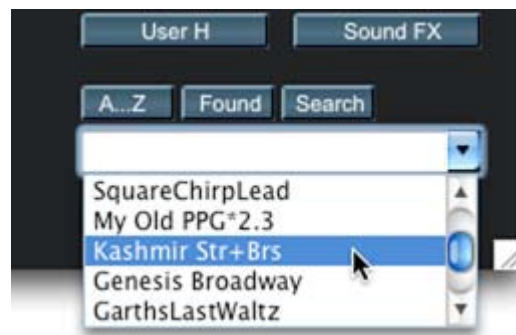 User H
Sound FX
A...Z
Found
Search
SquareChirpLead
My Old PPG*2.3
Kashmir Str+Brs
Genesis Broadway
GarthsLastWaltz